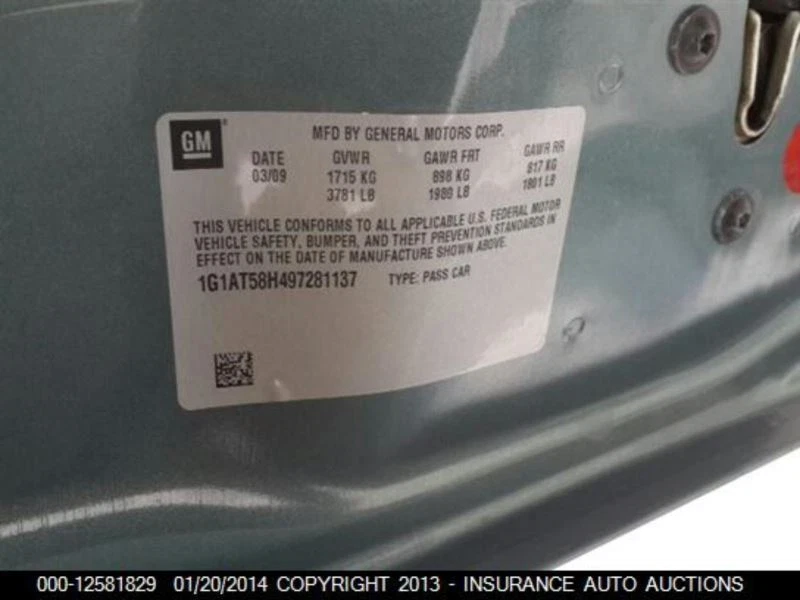 GM
MFD BY GENERAL MOTORS CORP.
DATE GVWR GAWR FRT GAWR RR
03/09 1715 KG 898 KG 817 KG
3781 LB 1980 LB 1801 LB
THIS VEHICLE CONFORMS TO ALL APPLICABLE U.S. FEDERAL MOTOR
VEHICLE SAFETY, BUMPER, AND THEFT PREVENTION STANDARDS IN
EFFECT ON THE DATE OF MANUFACTURE SHOWN ABOVE.
1G1AT58H497281137 TYPE: PASS CAR
000-12581829 01/20/2014 COPYRIGHT 2013 - INSURANCE AUTO AUCTIONS